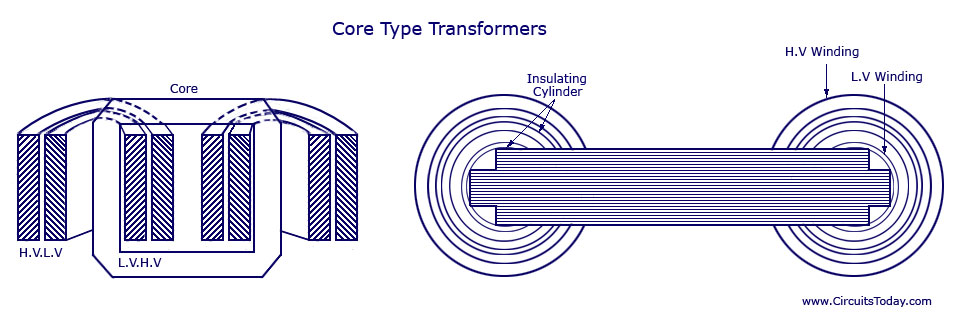 Core Type Transformers
Core
H.V.L.V
L.V.H.V
Insulating
Cylinder
H.V Winding
L.V Winding
www.CircuitsToday.com